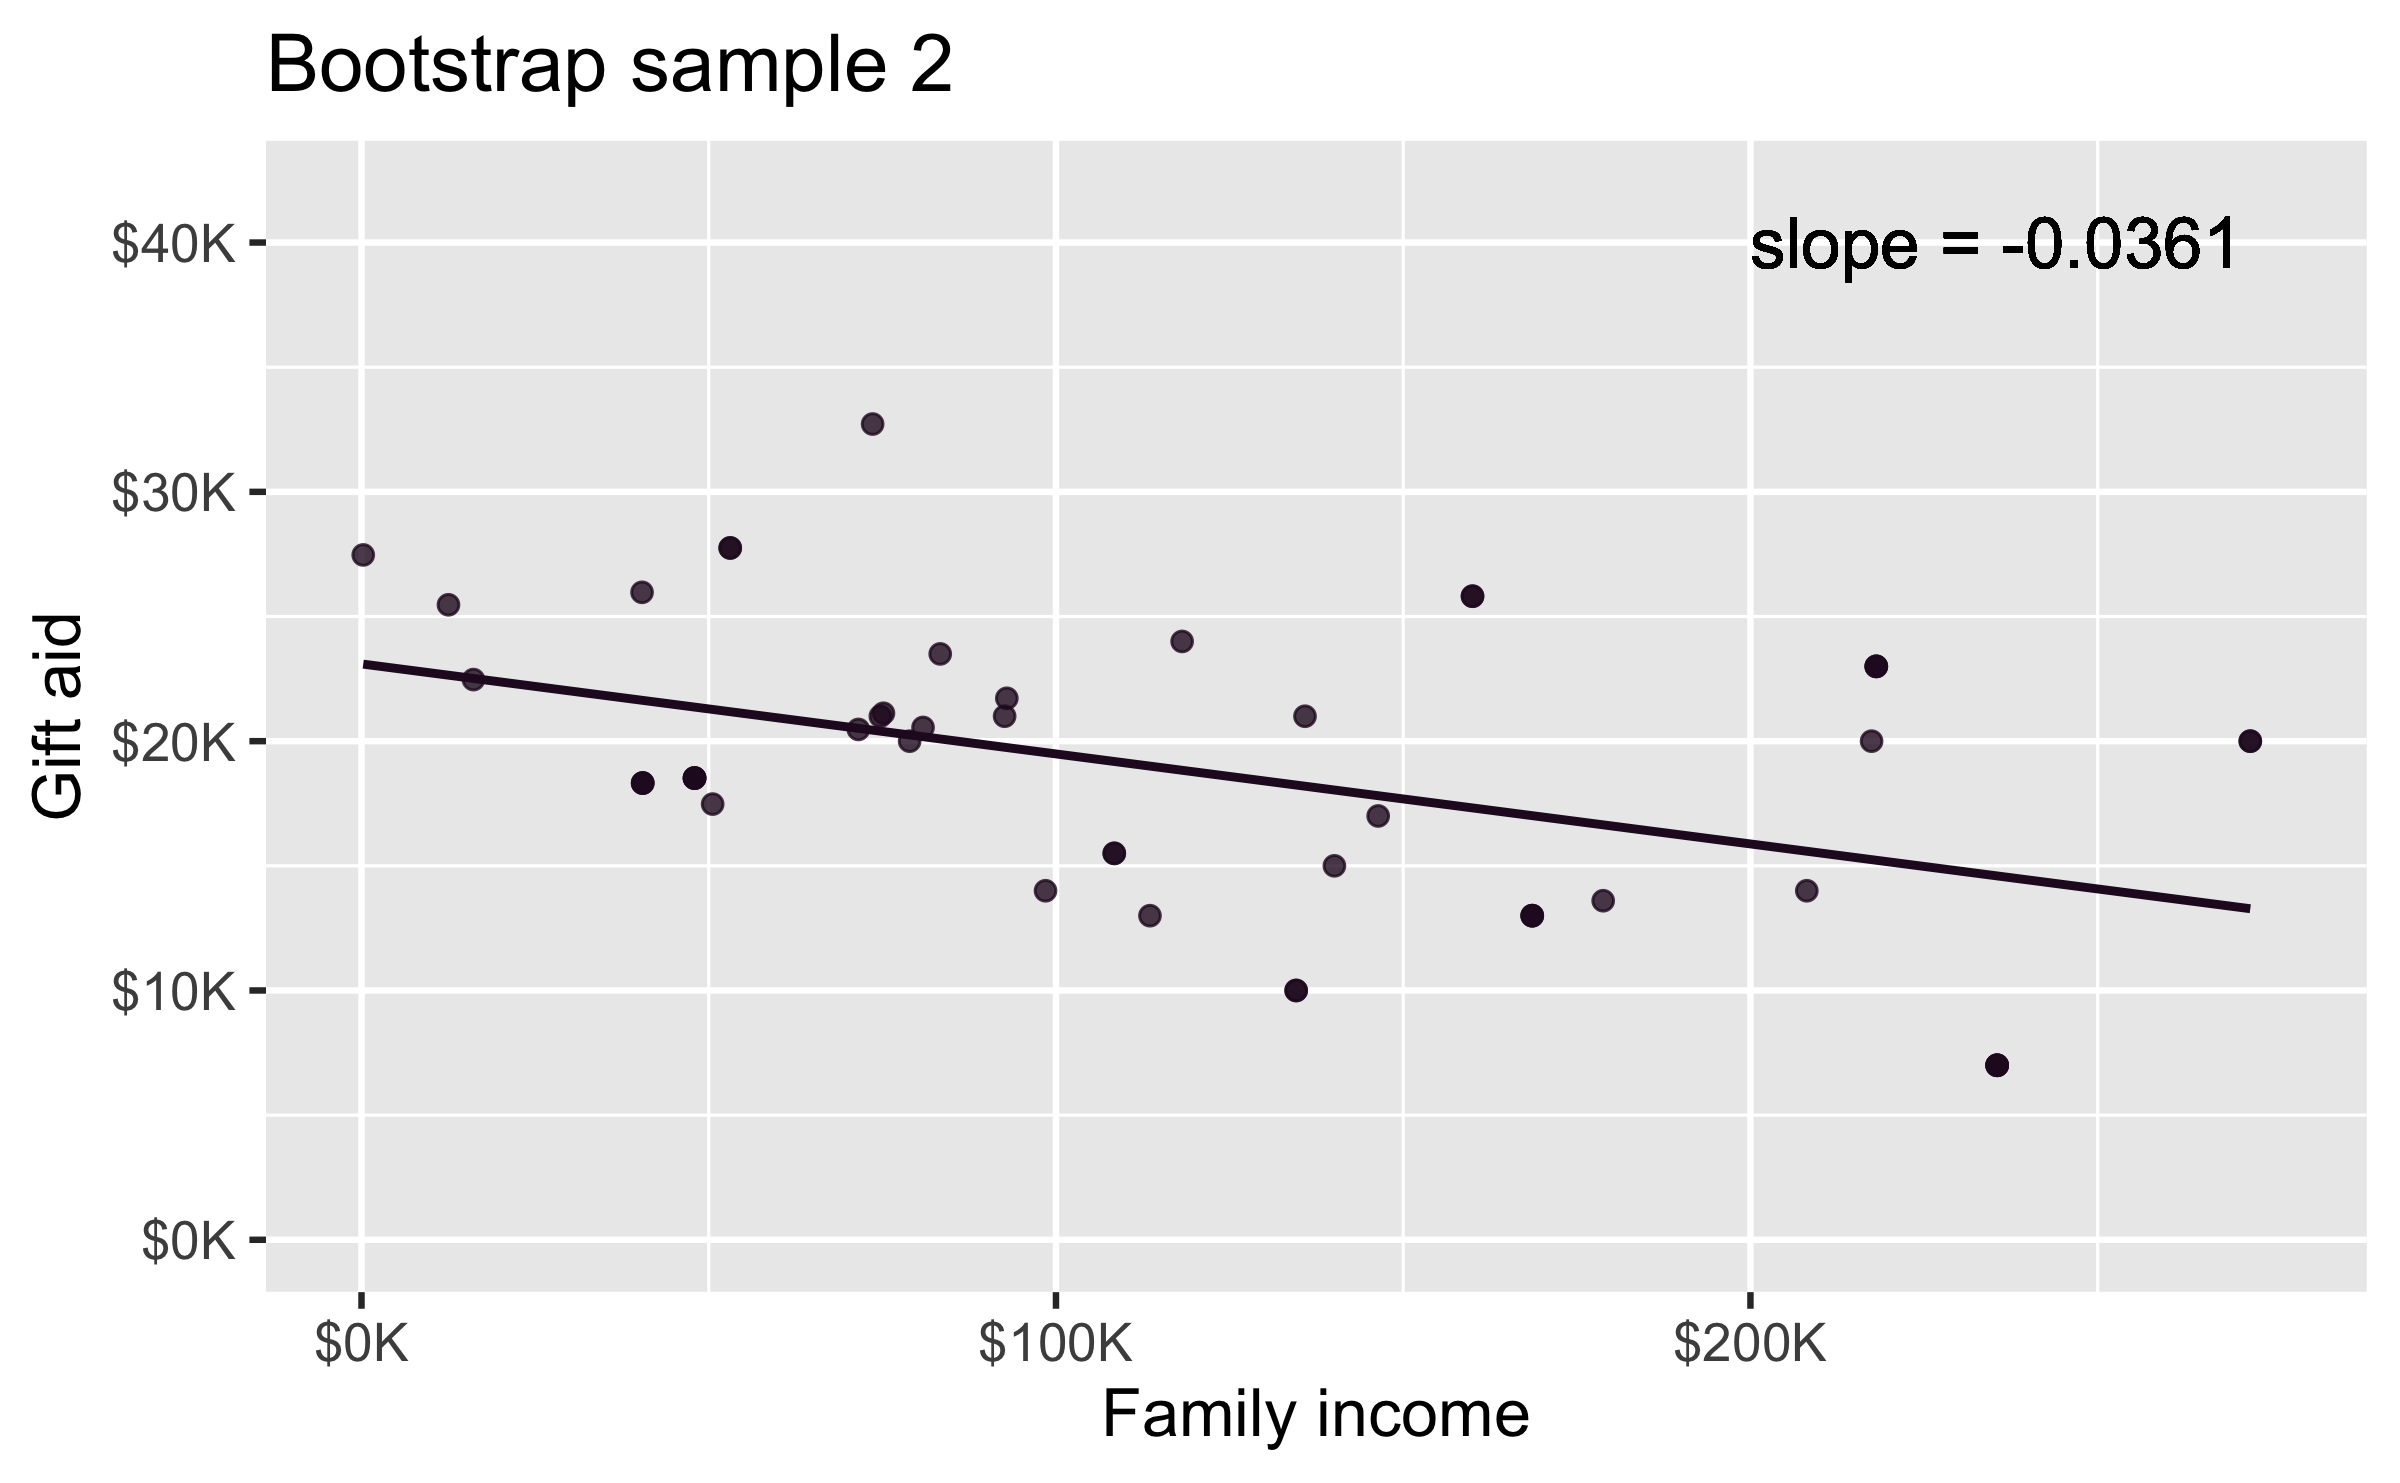 Bootstrap sample 2
slope = -0.0361
$40K
$30K
$20K
$10K
$0K
Gift aid
$0K
$100K
$200K
Family income